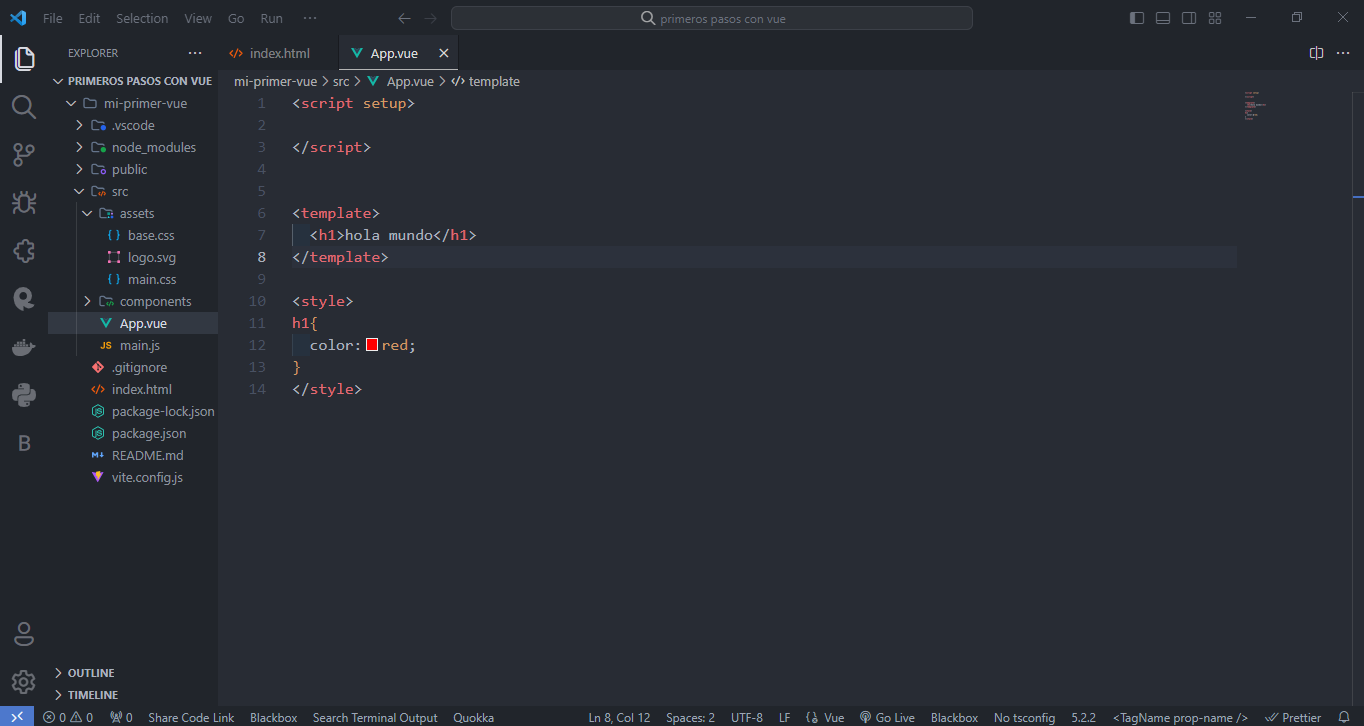 File Edit Selection View Go Run ···
primeros pasos con vue
EXPLORER ···
PRIMEROS PASOS CON VUE
mi-primer-vue
.vscode
node_modules
public
src
assets
base.css
logo.svg
main.css
components
App.vue
JS main.js
.gitignore
index.html
package-lock.json
package.json
README.md
vite.config.js
OUTLINE
TIMELINE
B
index.html
App.vue
mi-primer-vue > src > App.vue > template
1 <script setup>
2
3 </script>
4
5
6 <template>
7 <h1>hola mundo</h1>
8 </template>
9
10 <style>
11 h1{
12 color: red;
13 }
14 </style>
0 0 0 Share Code Link Blackbox Search Terminal Output Quokka Ln 8, Col 12 Spaces: 2 UTF-8 LF {} Vue Go Live Blackbox No tsconfig 5.2.2 <TagName prop-name /> Prettier